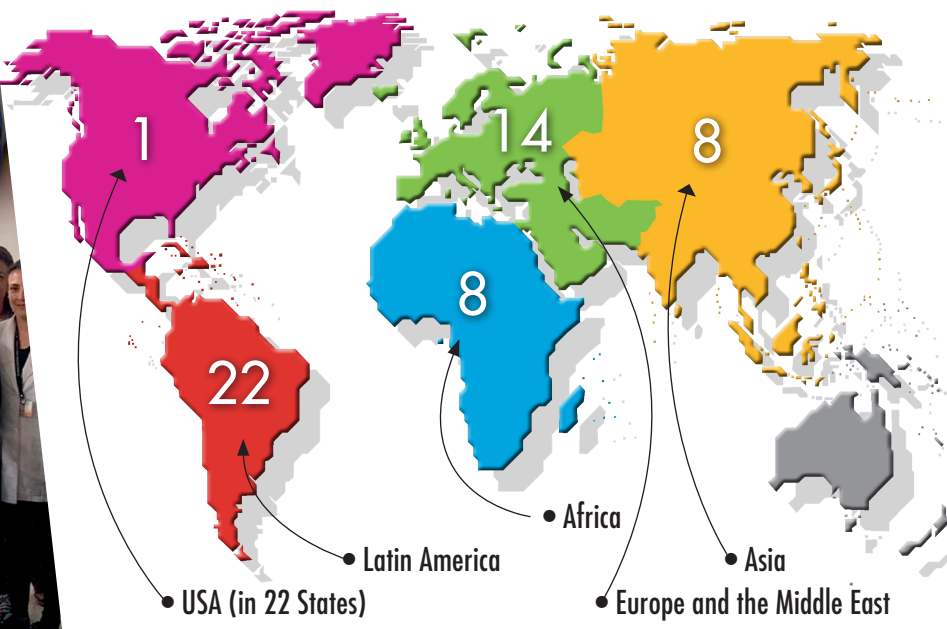 1
14
8
8
22
Africa
Latin America
Asia
USA (in 22 States)
Europe and the Middle East